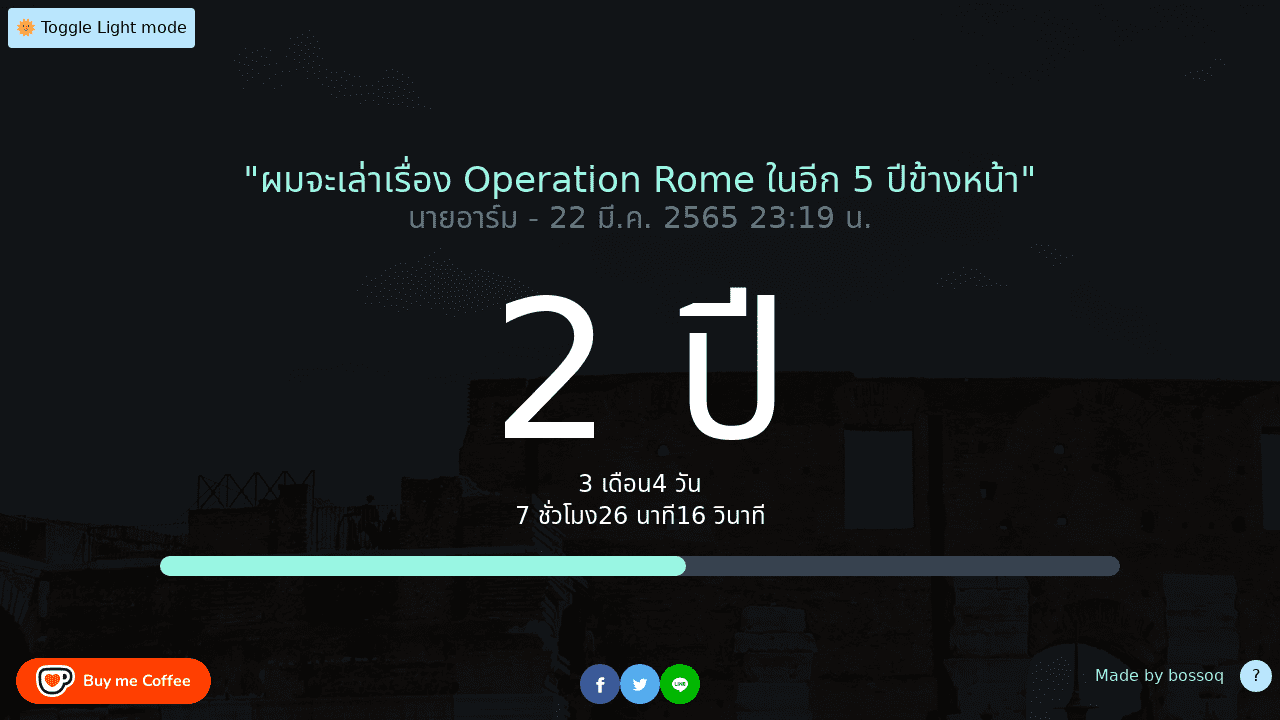 Toggle Light mode
"ผมจะเล่าเรื่อง Operation Rome ในอีก 5 ปีข้างหน้า"
นายอาร์ม - 22 มี.ค. 2565 23:19 น.
2 ปี
3 เดือน4 วัน
7 ชั่วโมง26 นาที16 วินาที
Buy me Coffee
LINE
Made by bossoq
?